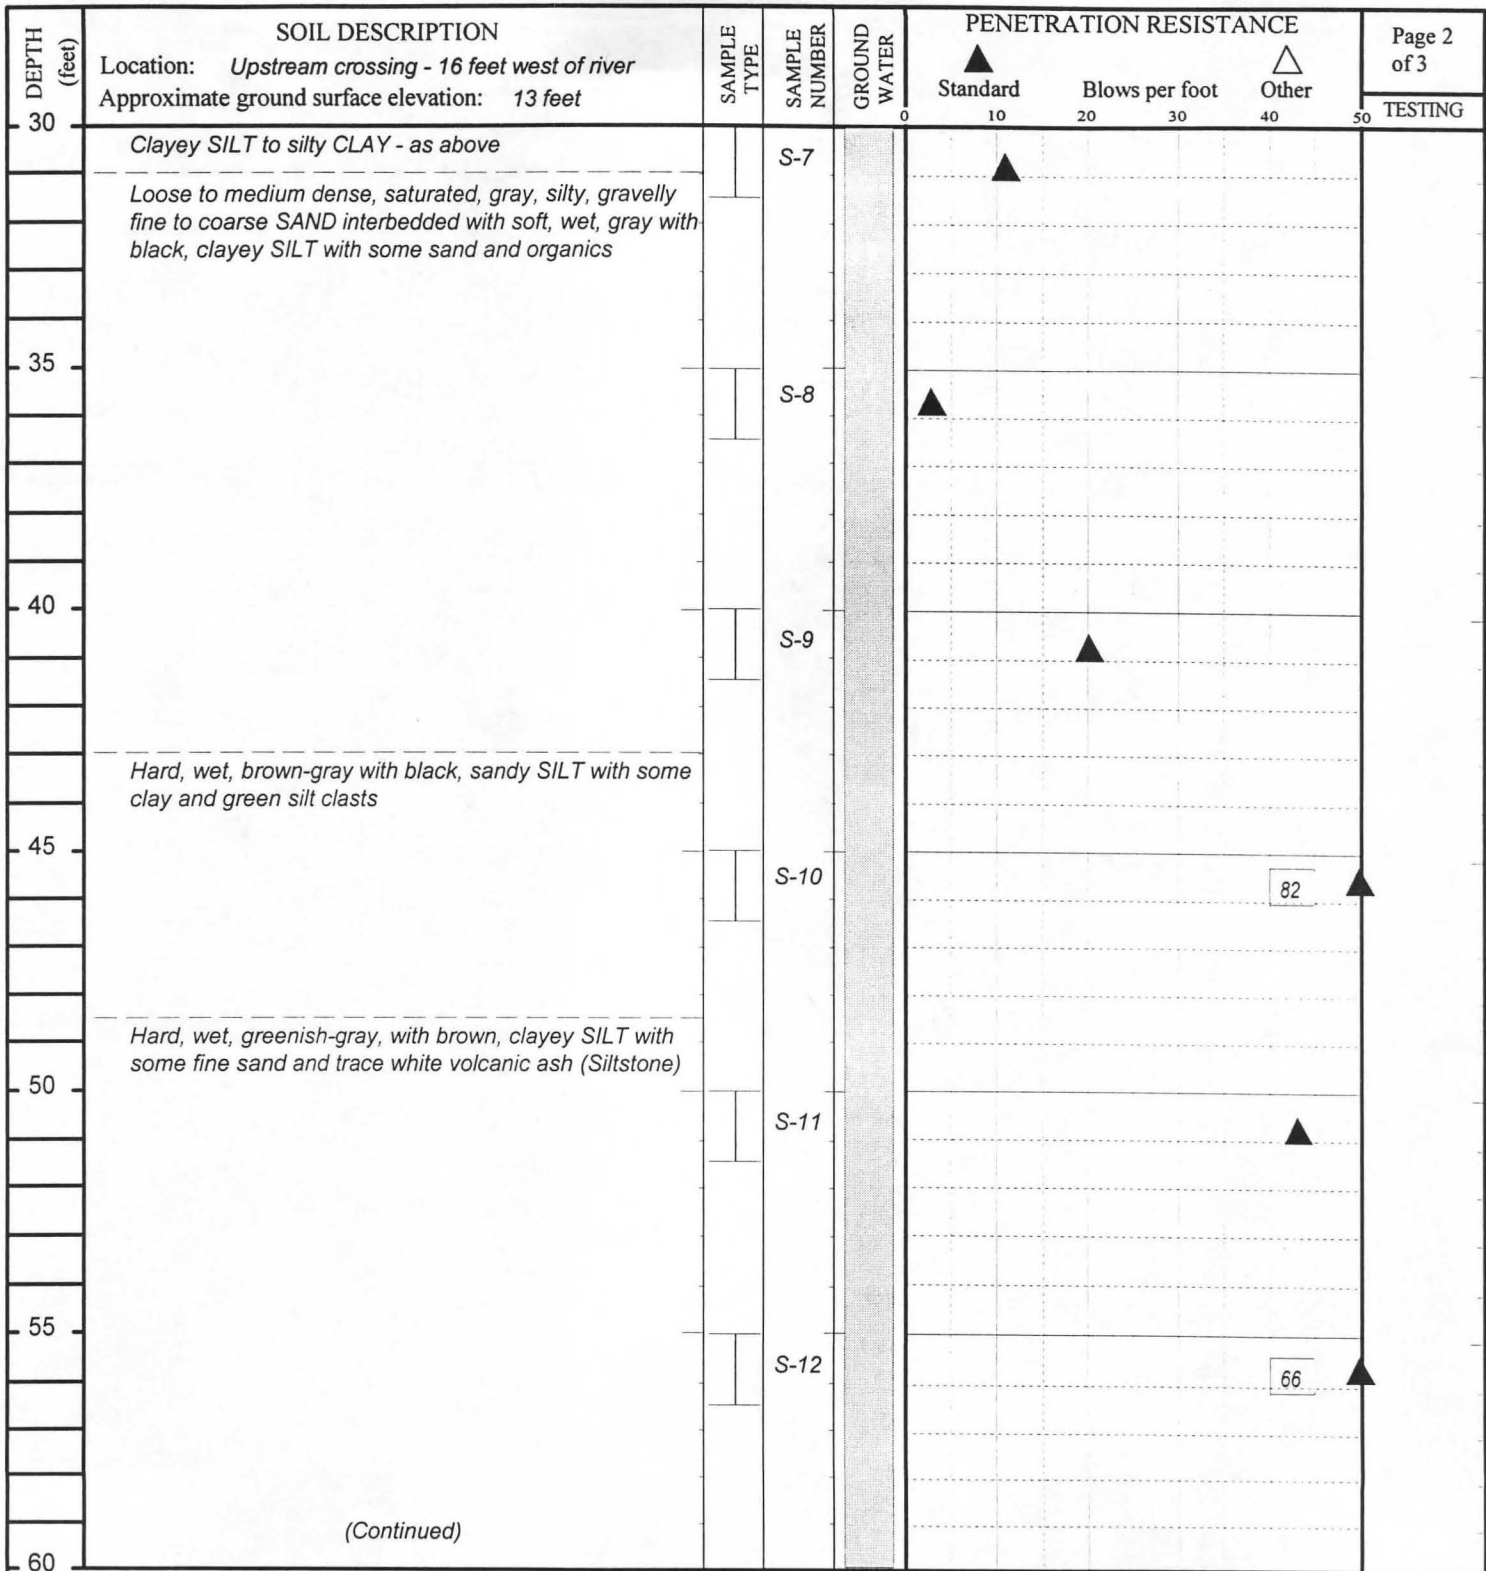 DEPTH
(feet)
SOIL DESCRIPTION
Location: Upstream crossing - 16 feet west of river
Approximate ground surface elevation: 13 feet
SAMPLE
TYPE
SAMPLE
NUMBER
GROUND
WATER
PENETRATION RESISTANCE
Standard Blows per foot Other
0 10 20 30 40 50
Page 2
of 3
TESTING
30
Clayey SILT to silty CLAY - as above
S-7
Loose to medium dense, saturated, gray, silty, gravelly
fine to coarse SAND interbedded with soft, wet, gray with
black, clayey SILT with some sand and organics
35
S-8
40
S-9
Hard, wet, brown-gray with black, sandy SILT with some
clay and green silt clasts
45
S-10
82
Hard, wet, greenish-gray, with brown, clayey SILT with
some fine sand and trace white volcanic ash (Siltstone)
50
S-11
55
S-12
66
(Continued)
60